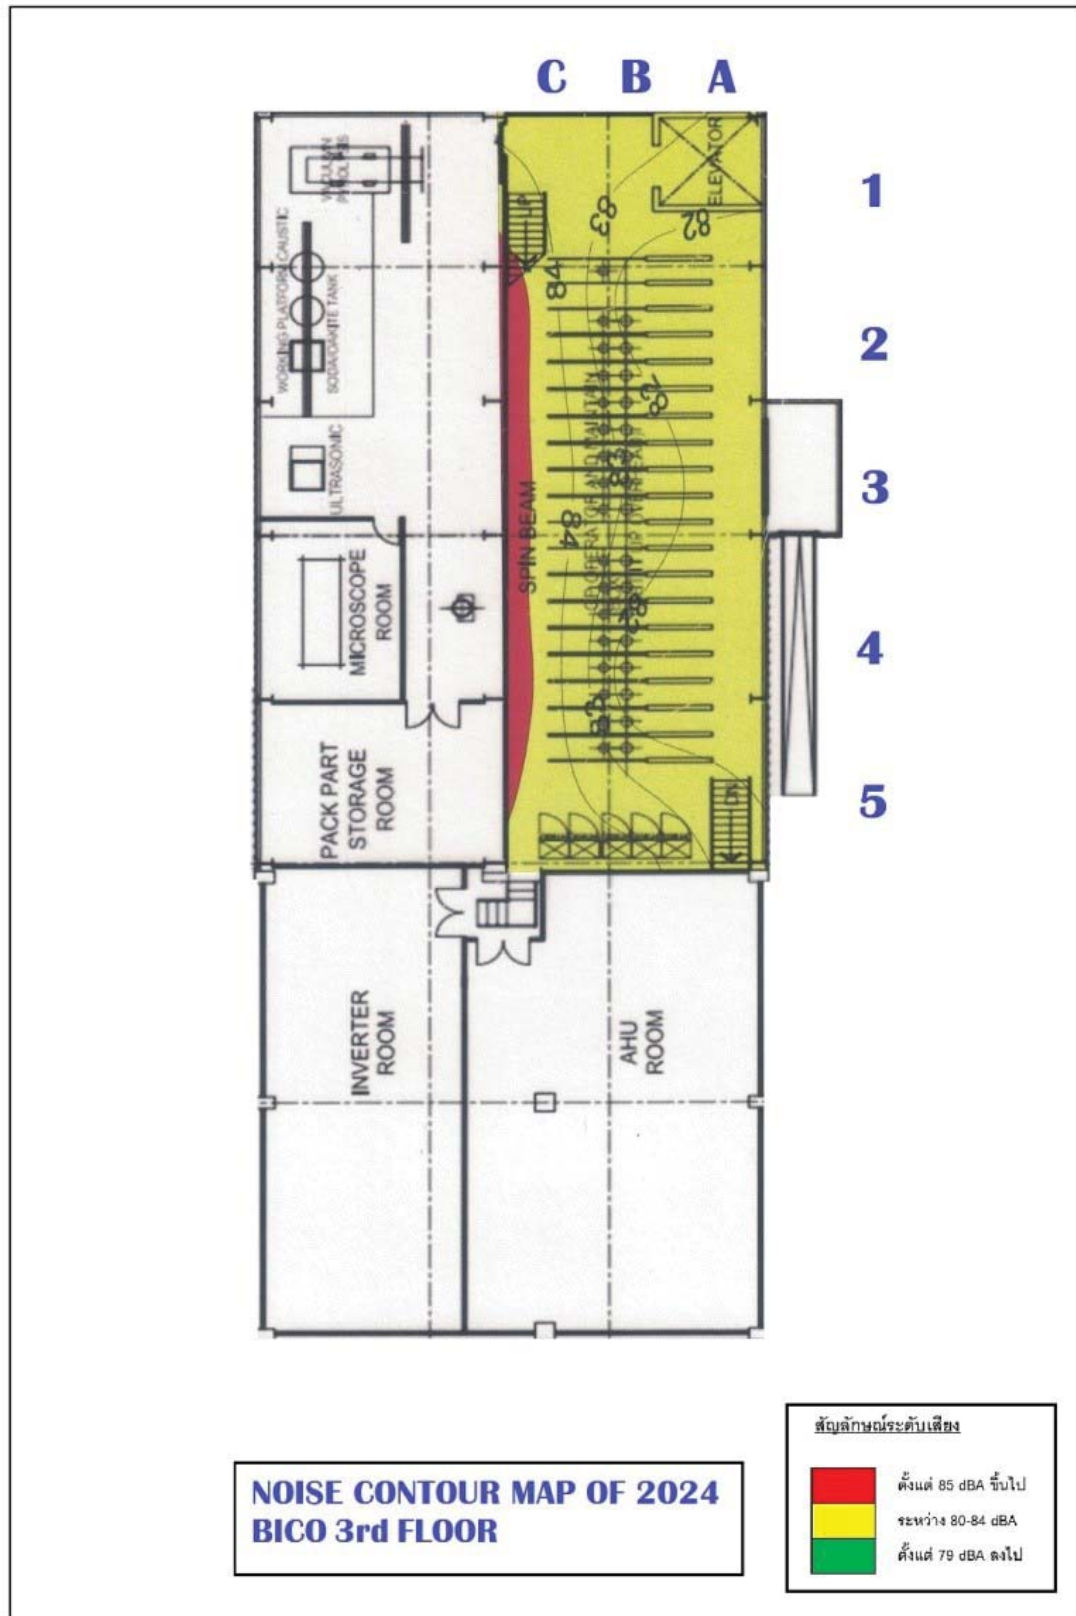 C B A
1
2
3
4
5
ELEVATOR
UP
83
82
84
WORKING PLATFORM CAUSTIC
SODA/OAKITE TANK
ULTRASONIC
SPIN BEAM
83
84
MICROSCOPE
ROOM
PACK PART
STORAGE
ROOM
DN
INVERTER
ROOM
AHU
ROOM
สัญลักษณ์ระดับเสียง
ตั้งแต่ 85 dBA ขึ้นไป
ระหว่าง 80-84 dBA
ตั้งแต่ 79 dBA ลงไป
NOISE CONTOUR MAP OF 2024
BICO 3rd FLOOR